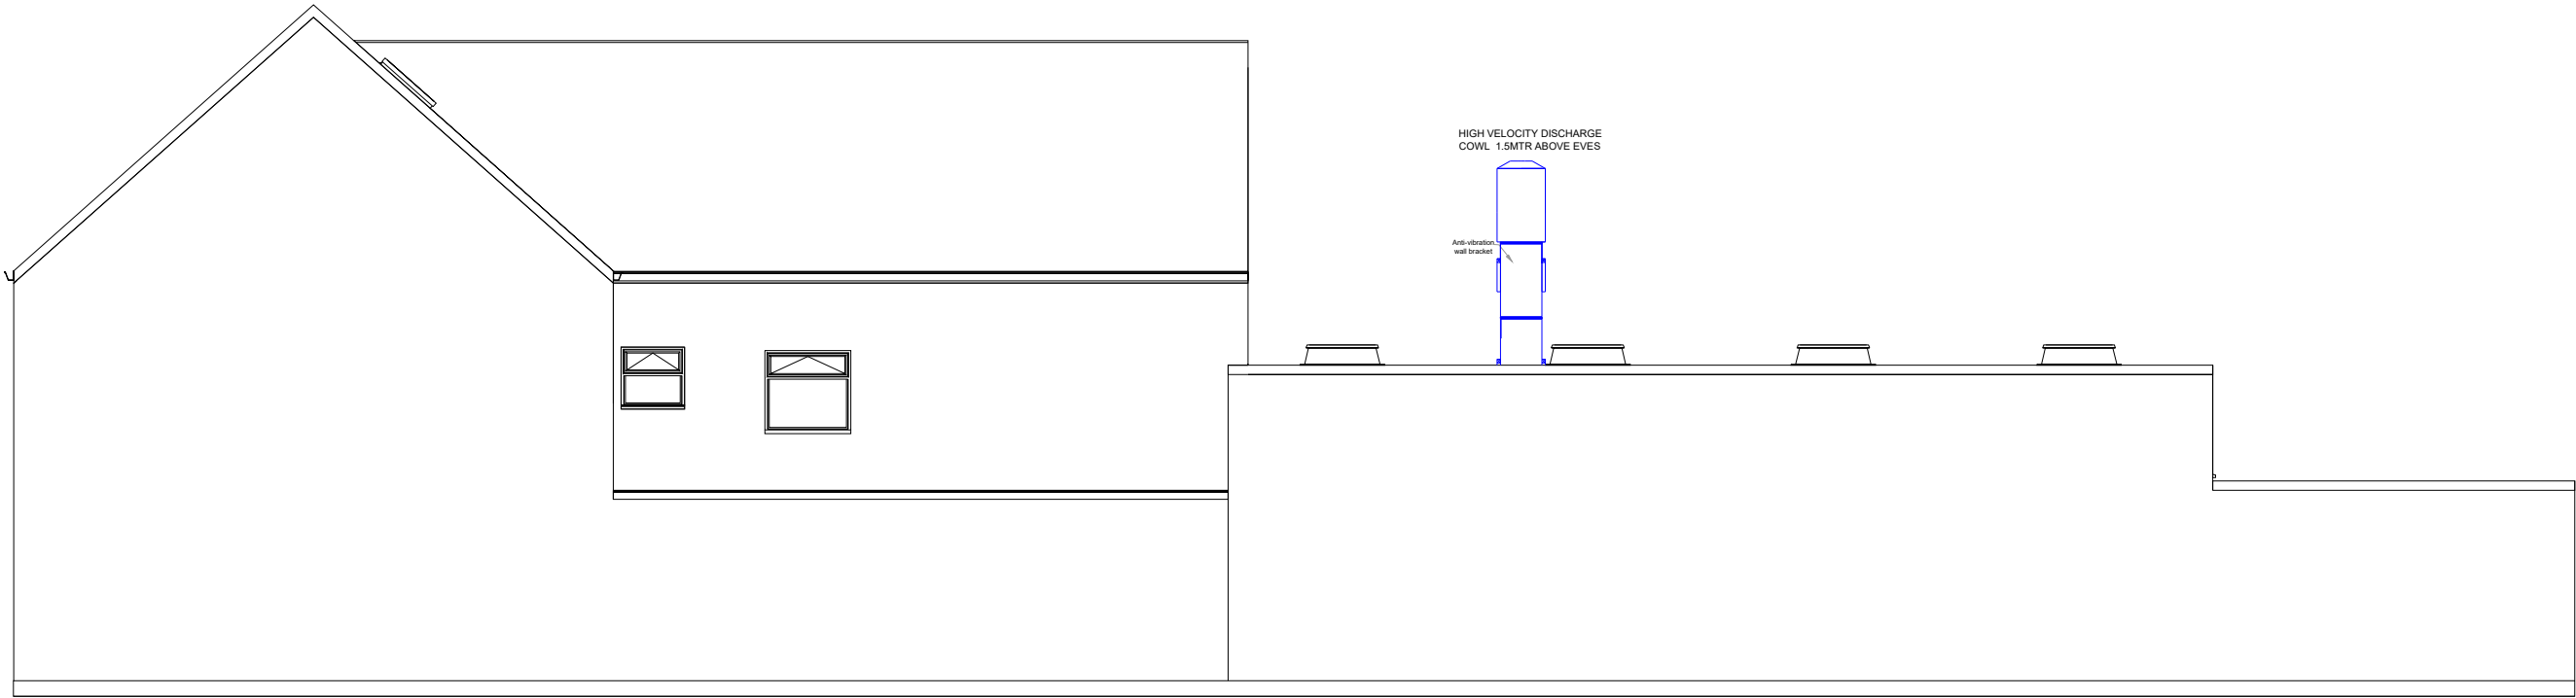 HIGH VELOCITY DISCHARGE
COWL 1.5MTR ABOVE EVES
Anti-vibration
wall bracket